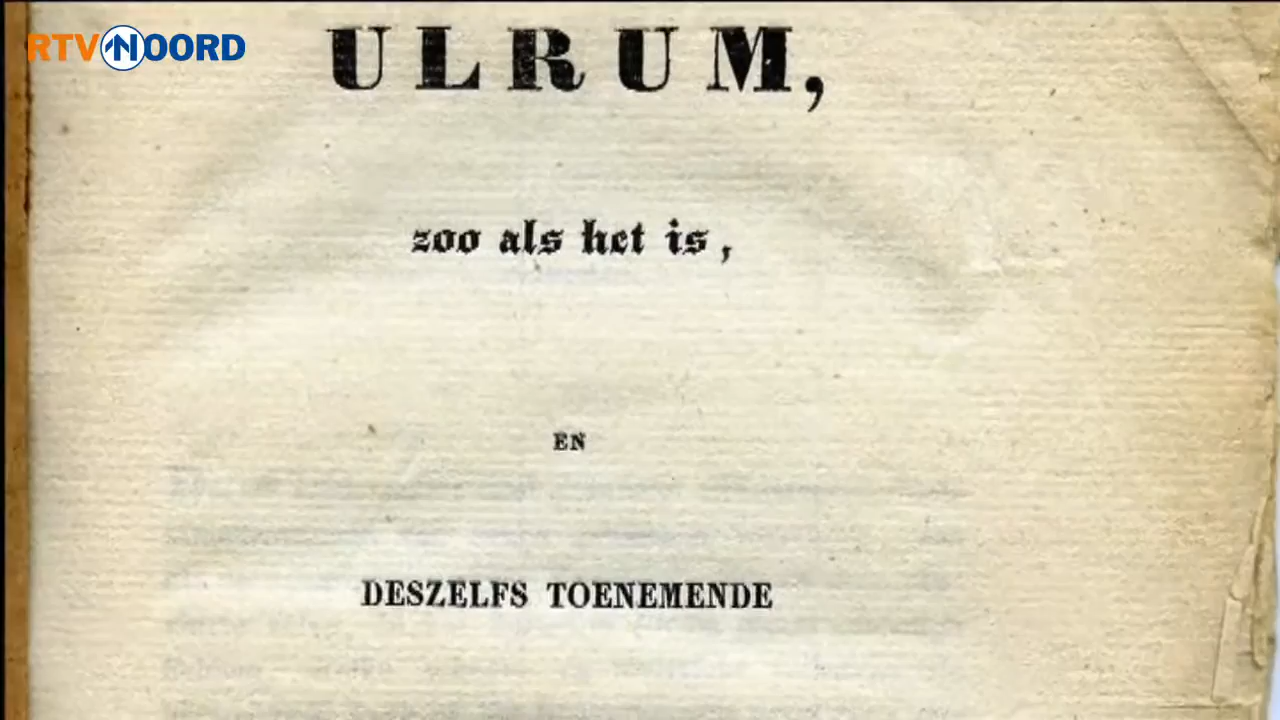 RTV NOORD
ULRUM,
zoo als het is,
EN
DESZELFS TOENEMENDE